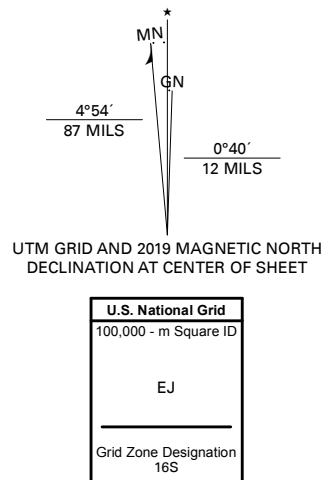 ★
MN
GN
4°54´
87 MILS
0°40´
12 MILS
UTM GRID AND 2019 MAGNETIC NORTH
DECLINATION AT CENTER OF SHEET
U.S. National Grid
100,000 - m Square ID
EJ
Grid Zone Designation
16S